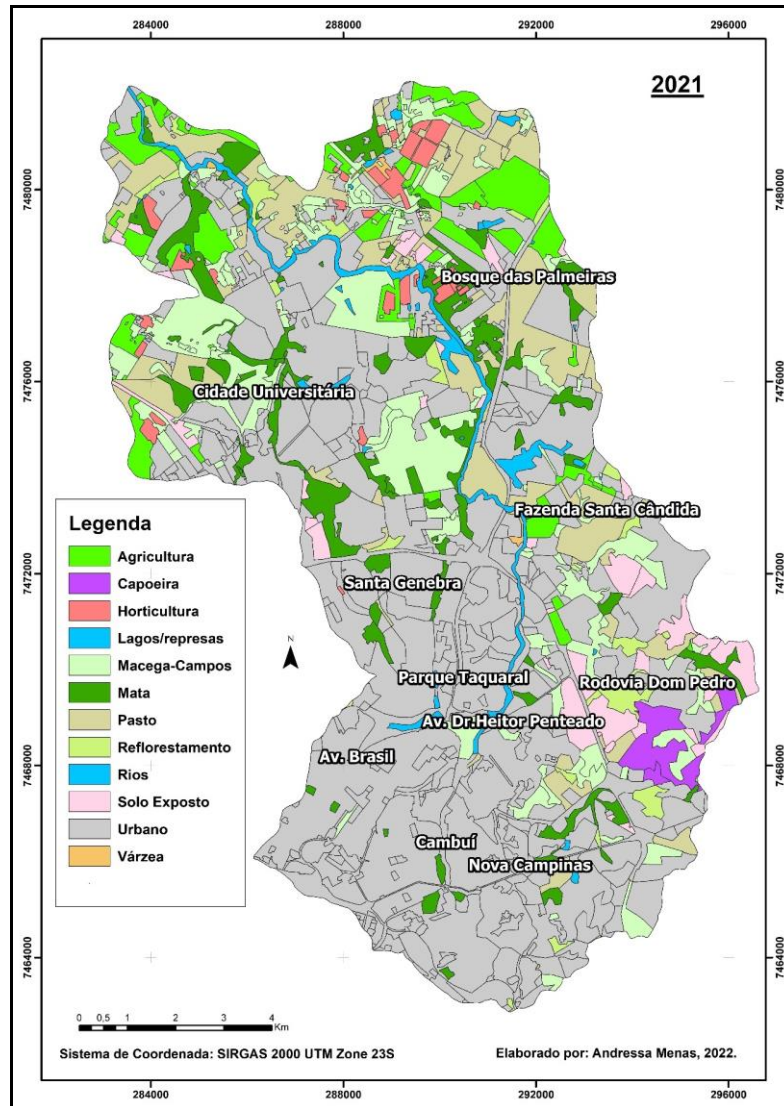 284000 288000 292000 296000
2021
7480000 7480000
Bosque das Palmeiras
7476000 7476000
Cidade Universitária
Fazenda Santa Cândida
Legenda
Agricultura
Capoeira
Horticultura
Lagos/represas
Macega-Campos
Mata
Pasto
Reflorestamento
Rios
Solo Exposto
Urbano
Várzea
7472000 7472000
Santa Genebra
N
Parque Taquaral
Rodovia Dom Pedro
Av. Dr.Heitor Penteado
Av. Brasil
7468000 7468000
Cambuí
Nova Campinas
7464000 7464000
0 0,5 1 2 3 4
Km
Sistema de Coordenada: SIRGAS 2000 UTM Zone 23S
Elaborado por: Andressa Menas, 2022.
284000 288000 292000 296000